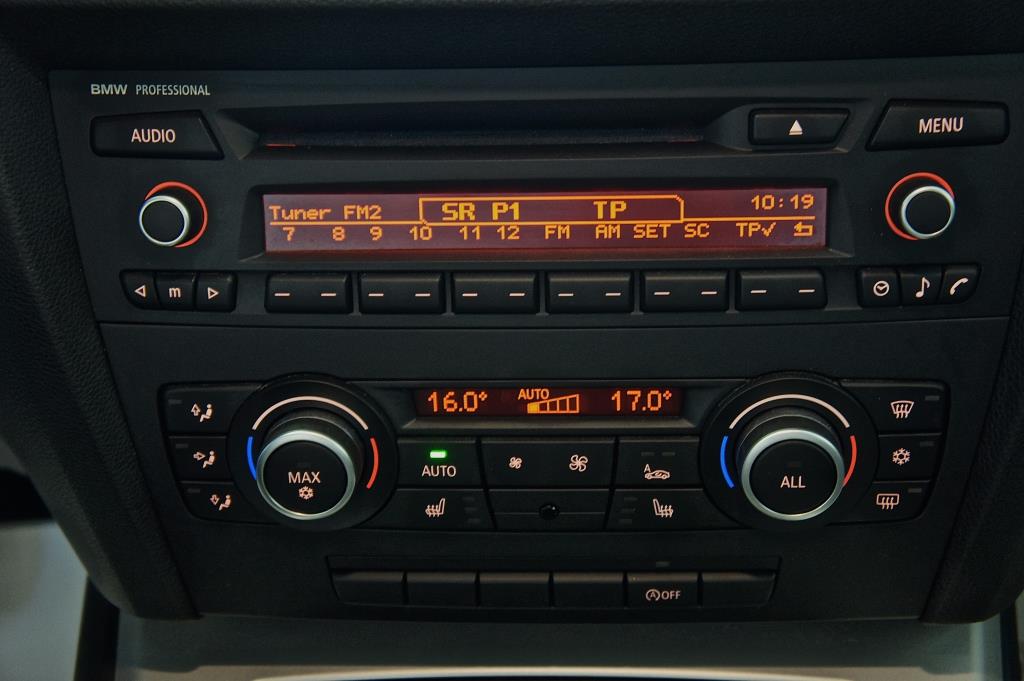 BMW PROFESSIONAL
AUDIO
MENU
Tuner FM2 SR P1 TP 10:19
7 8 9 10 11 12 FM AM SET SC TP✓
m
16.0° AUTO 17.0°
MAX
AUTO
A
ALL
A OFF